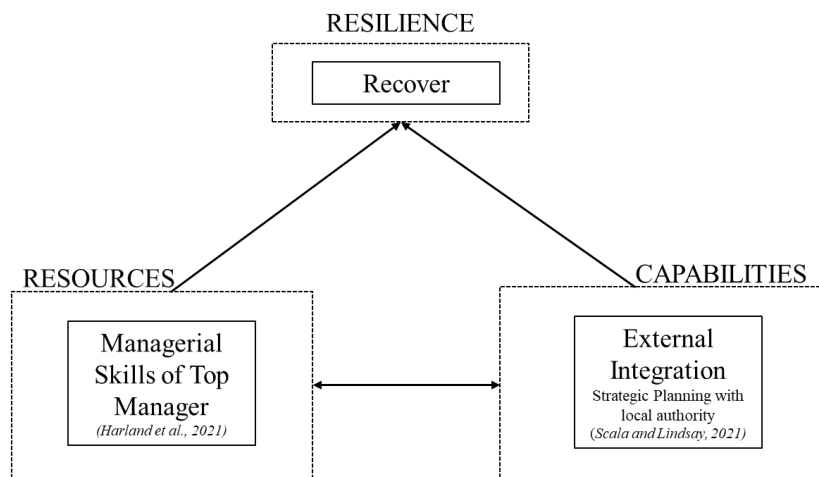 RESILIENCE
Recover
RESOURCES
Managerial
Skills of Top
Manager
(Harland et al., 2021)
CAPABILITIES
External
Integration
Strategic Planning with
local authority
(Scala and Lindsay, 2021)